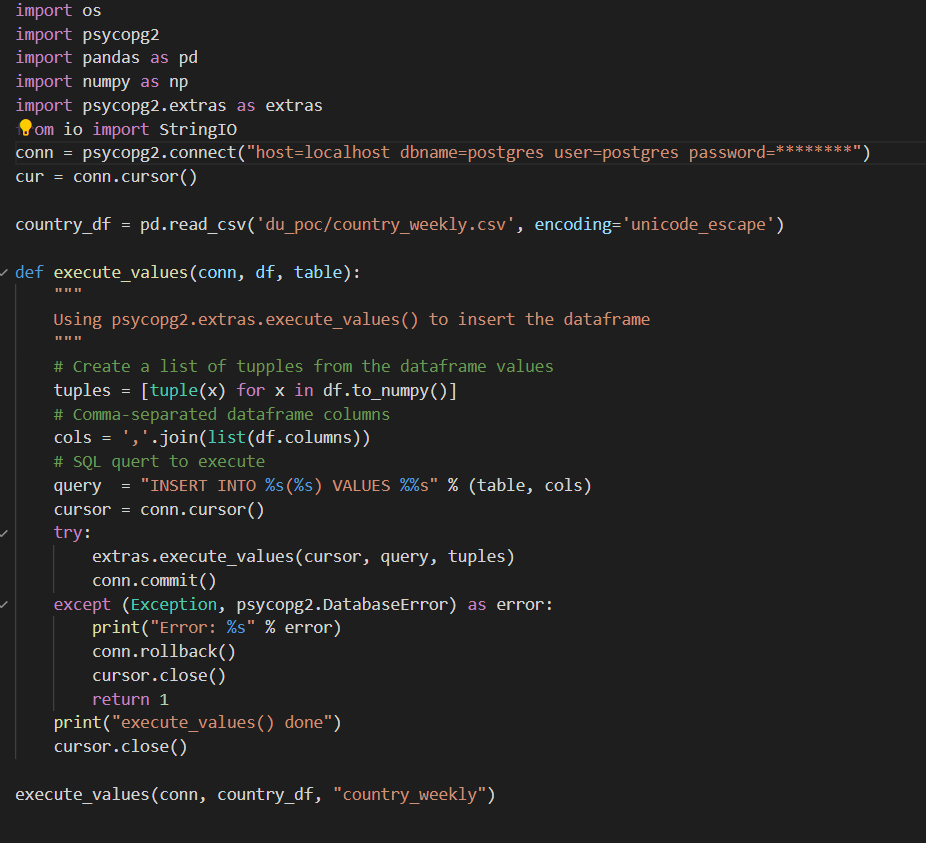 import os
import psycopg2
import pandas as pd
import numpy as np
import psycopg2.extras as extras
om io import StringIO
conn = psycopg2.connect("host=localhost dbname=postgres user=postgres password=********")
cur = conn.cursor()

country_df = pd.read_csv('du_poc/country_weekly.csv', encoding='unicode_escape')

def execute_values(conn, df, table):
    """
    Using psycopg2.extras.execute_values() to insert the dataframe
    """
    # Create a list of tupples from the dataframe values
    tuples = [tuple(x) for x in df.to_numpy()]
    # Comma-separated dataframe columns
    cols = ','.join(list(df.columns))
    # SQL quert to execute
    query  = "INSERT INTO %s(%s) VALUES %%s" % (table, cols)
    cursor = conn.cursor()
    try:
        extras.execute_values(cursor, query, tuples)
        conn.commit()
    except (Exception, psycopg2.DatabaseError) as error:
        print("Error: %s" % error)
        conn.rollback()
        cursor.close()
        return 1
    print("execute_values() done")
    cursor.close()

execute_values(conn, country_df, "country_weekly")